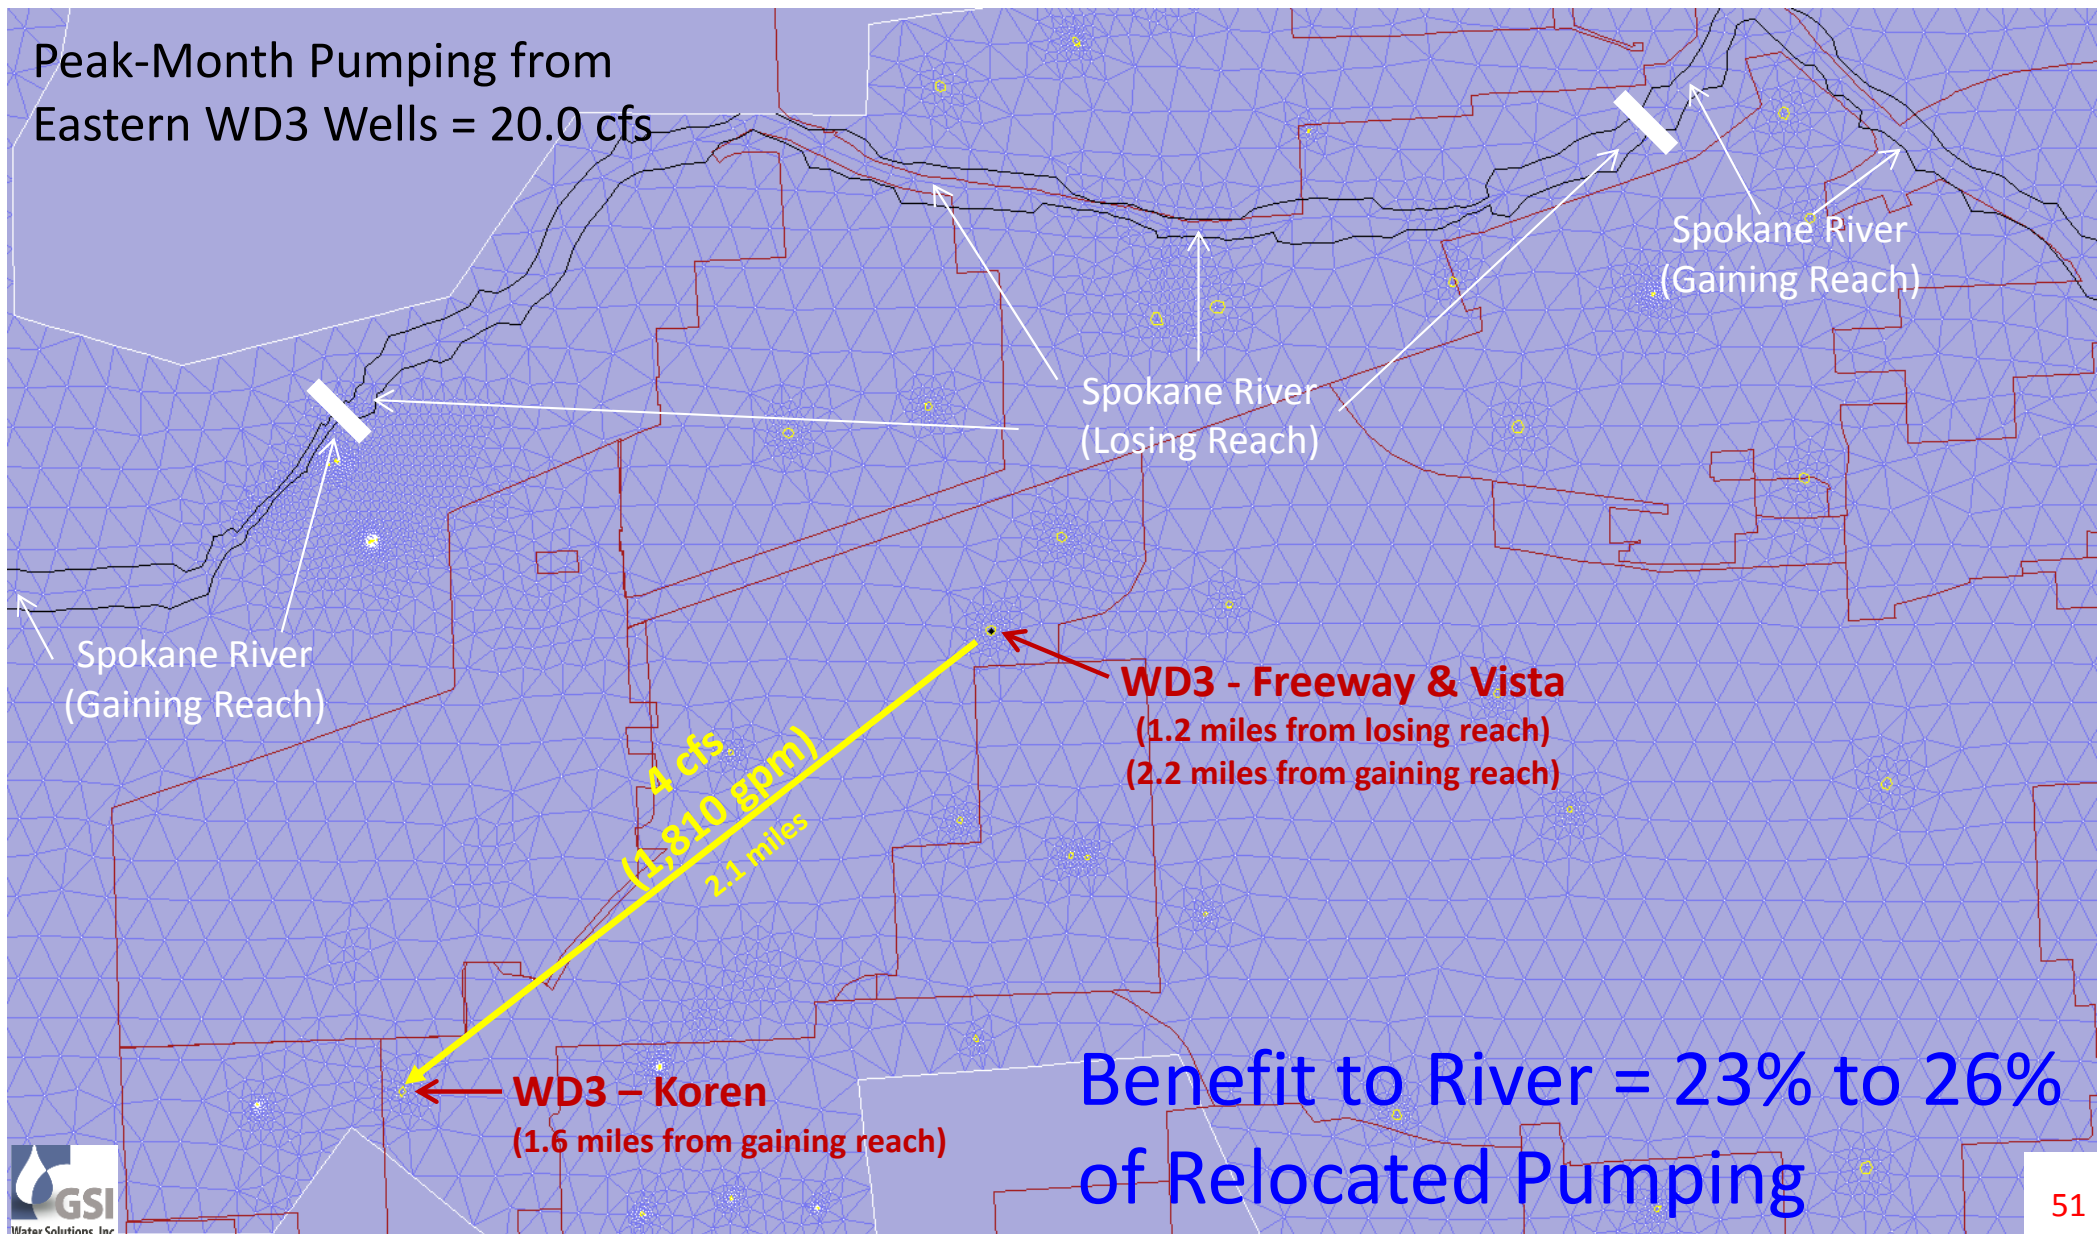 Peak-Month Pumping from
Eastern WD3 Wells = 20.0 cfs
Spokane River
(Gaining Reach)
Spokane River
(Losing Reach)
Spokane River
(Gaining Reach)
WD3 - Freeway & Vista
(1.2 miles from losing reach)
(2.2 miles from gaining reach)
4 cfs
(1,810 gpm)
2.1 miles
WD3 – Koren
(1.6 miles from gaining reach)
Benefit to River = 23% to 26%
of Relocated Pumping
GSI
Water Solutions, Inc
51